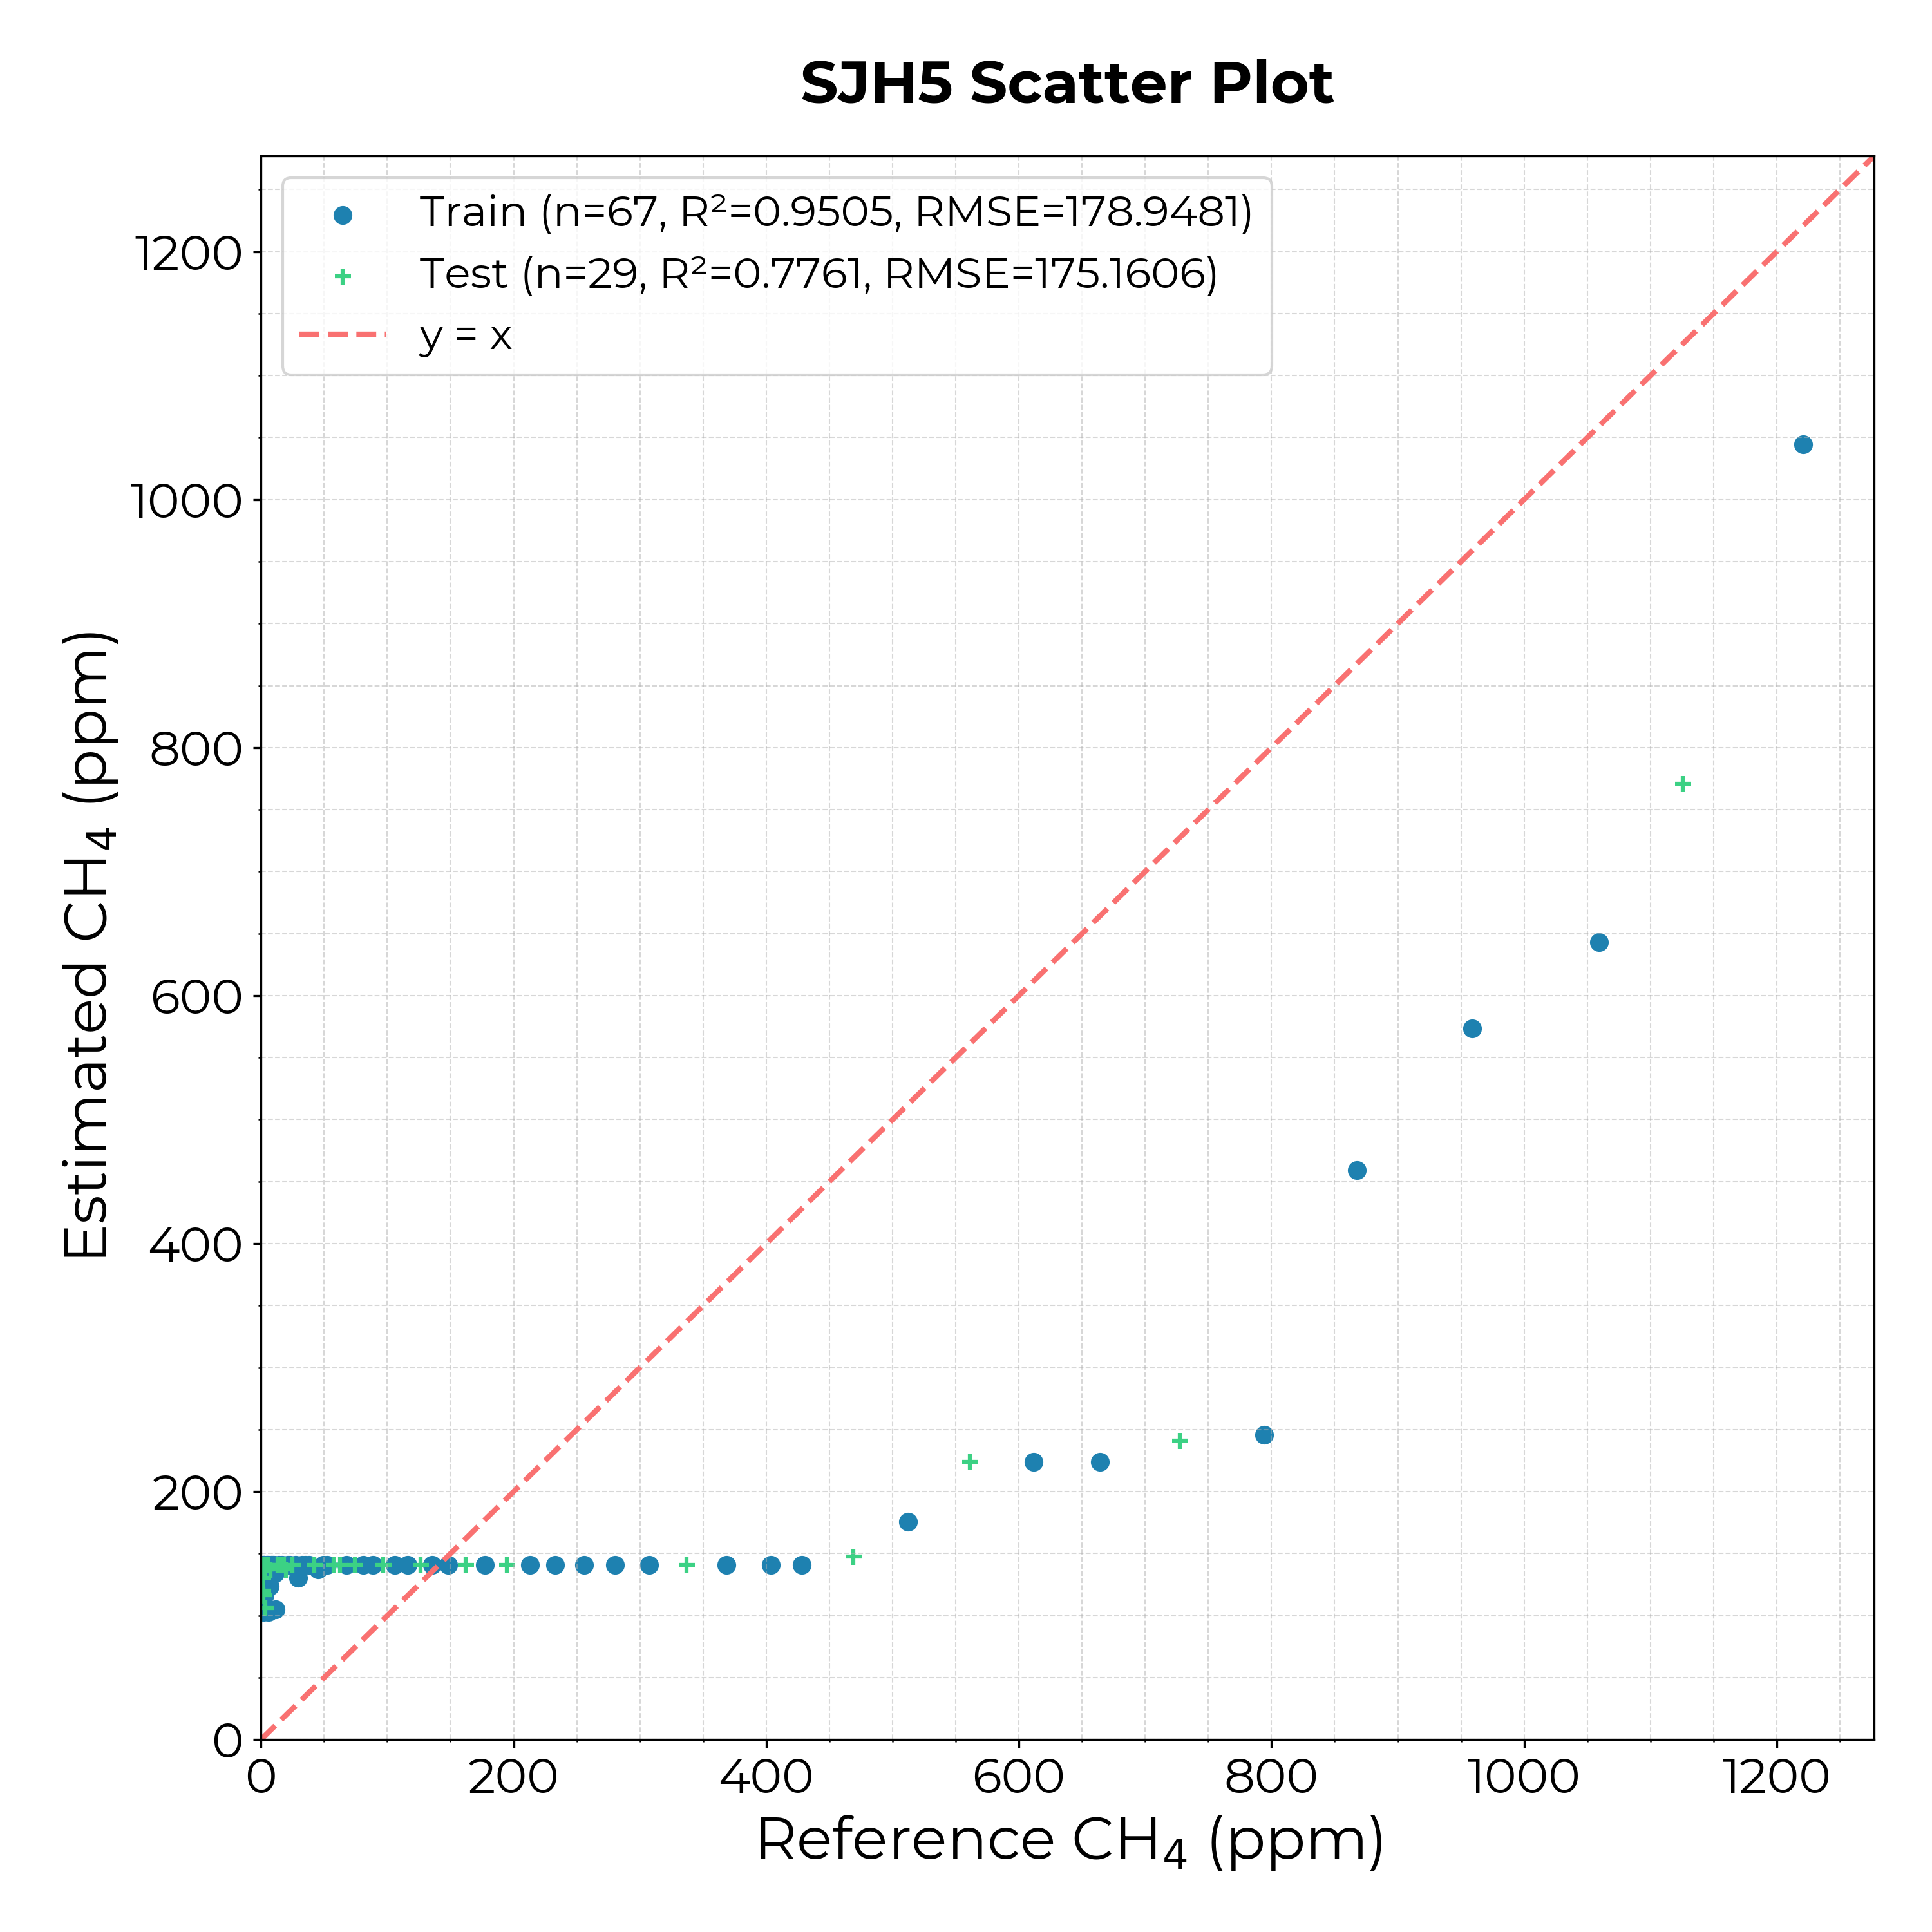 SJH5 Scatter Plot
Train (n=67, R²=0.9505, RMSE=178.9481)
Test (n=29, R²=0.7761, RMSE=175.1606)
y = x
Estimated CH₄ (ppm)
1200
1000
800
600
400
200
0
0 200 400 600 800 1000 1200
Reference CH₄ (ppm)